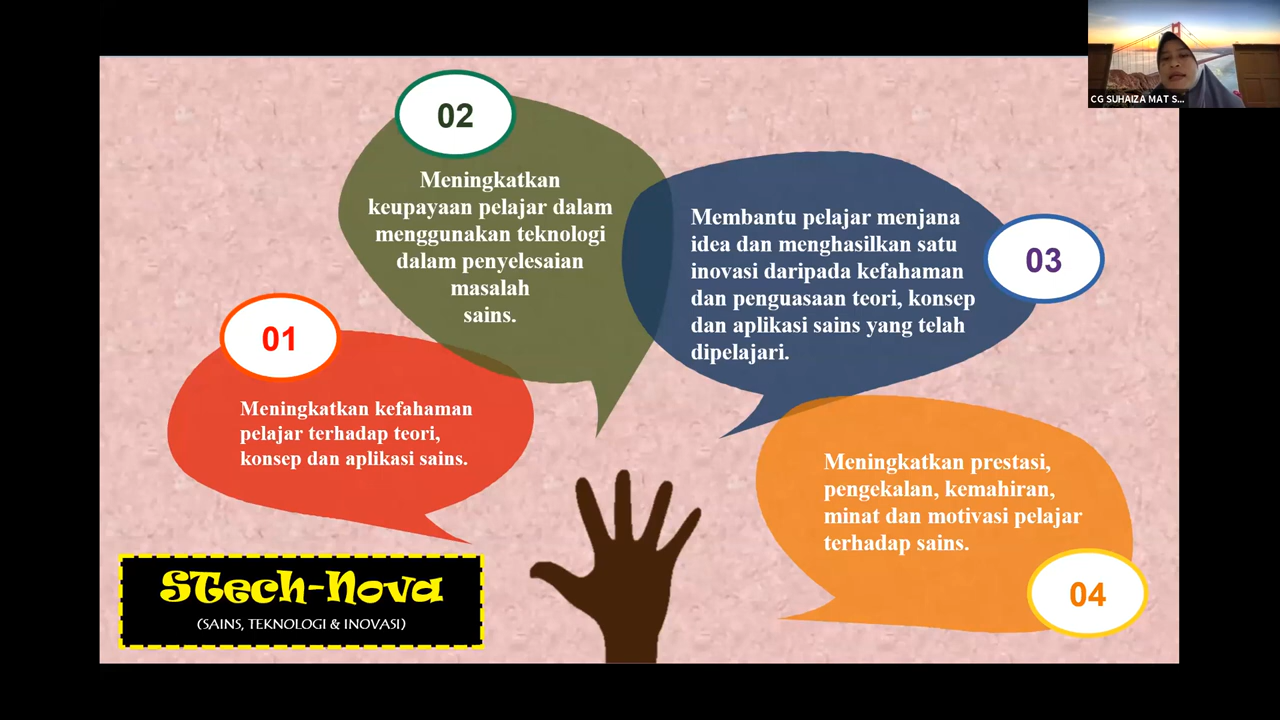 CG SUHAIZA MAT S...
01
Meningkatkan kefahaman
pelajar terhadap teori,
konsep dan aplikasi sains.
02
Meningkatkan
keupayaan pelajar dalam
menggunakan teknologi
dalam penyelesaian
masalah
sains.
03
Membantu pelajar menjana
idea dan menghasilkan satu
inovasi daripada kefahaman
dan penguasaan teori, konsep
dan aplikasi sains yang telah
dipelajari.
04
Meningkatkan prestasi,
pengekalan, kemahiran,
minat dan motivasi pelajar
terhadap sains.
STech-Nova
(SAINS, TEKNOLOGI & INOVASI)